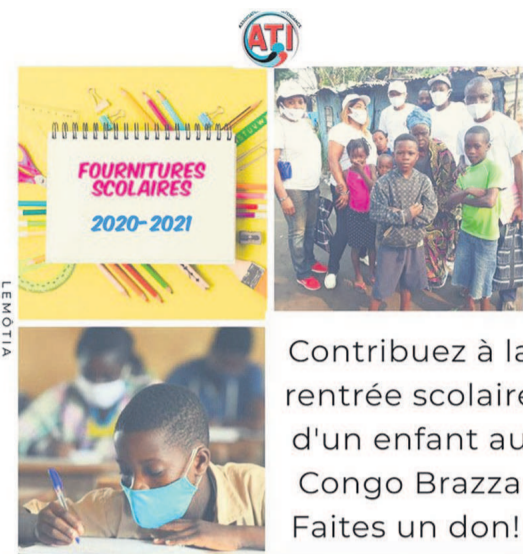 ATI
FOURNITURES
SCOLAIRES
2020-2021
LEMÔTIA
Contribuez à la
rentrée scolaire
d'un enfant au
Congo Brazza
Faites un don!